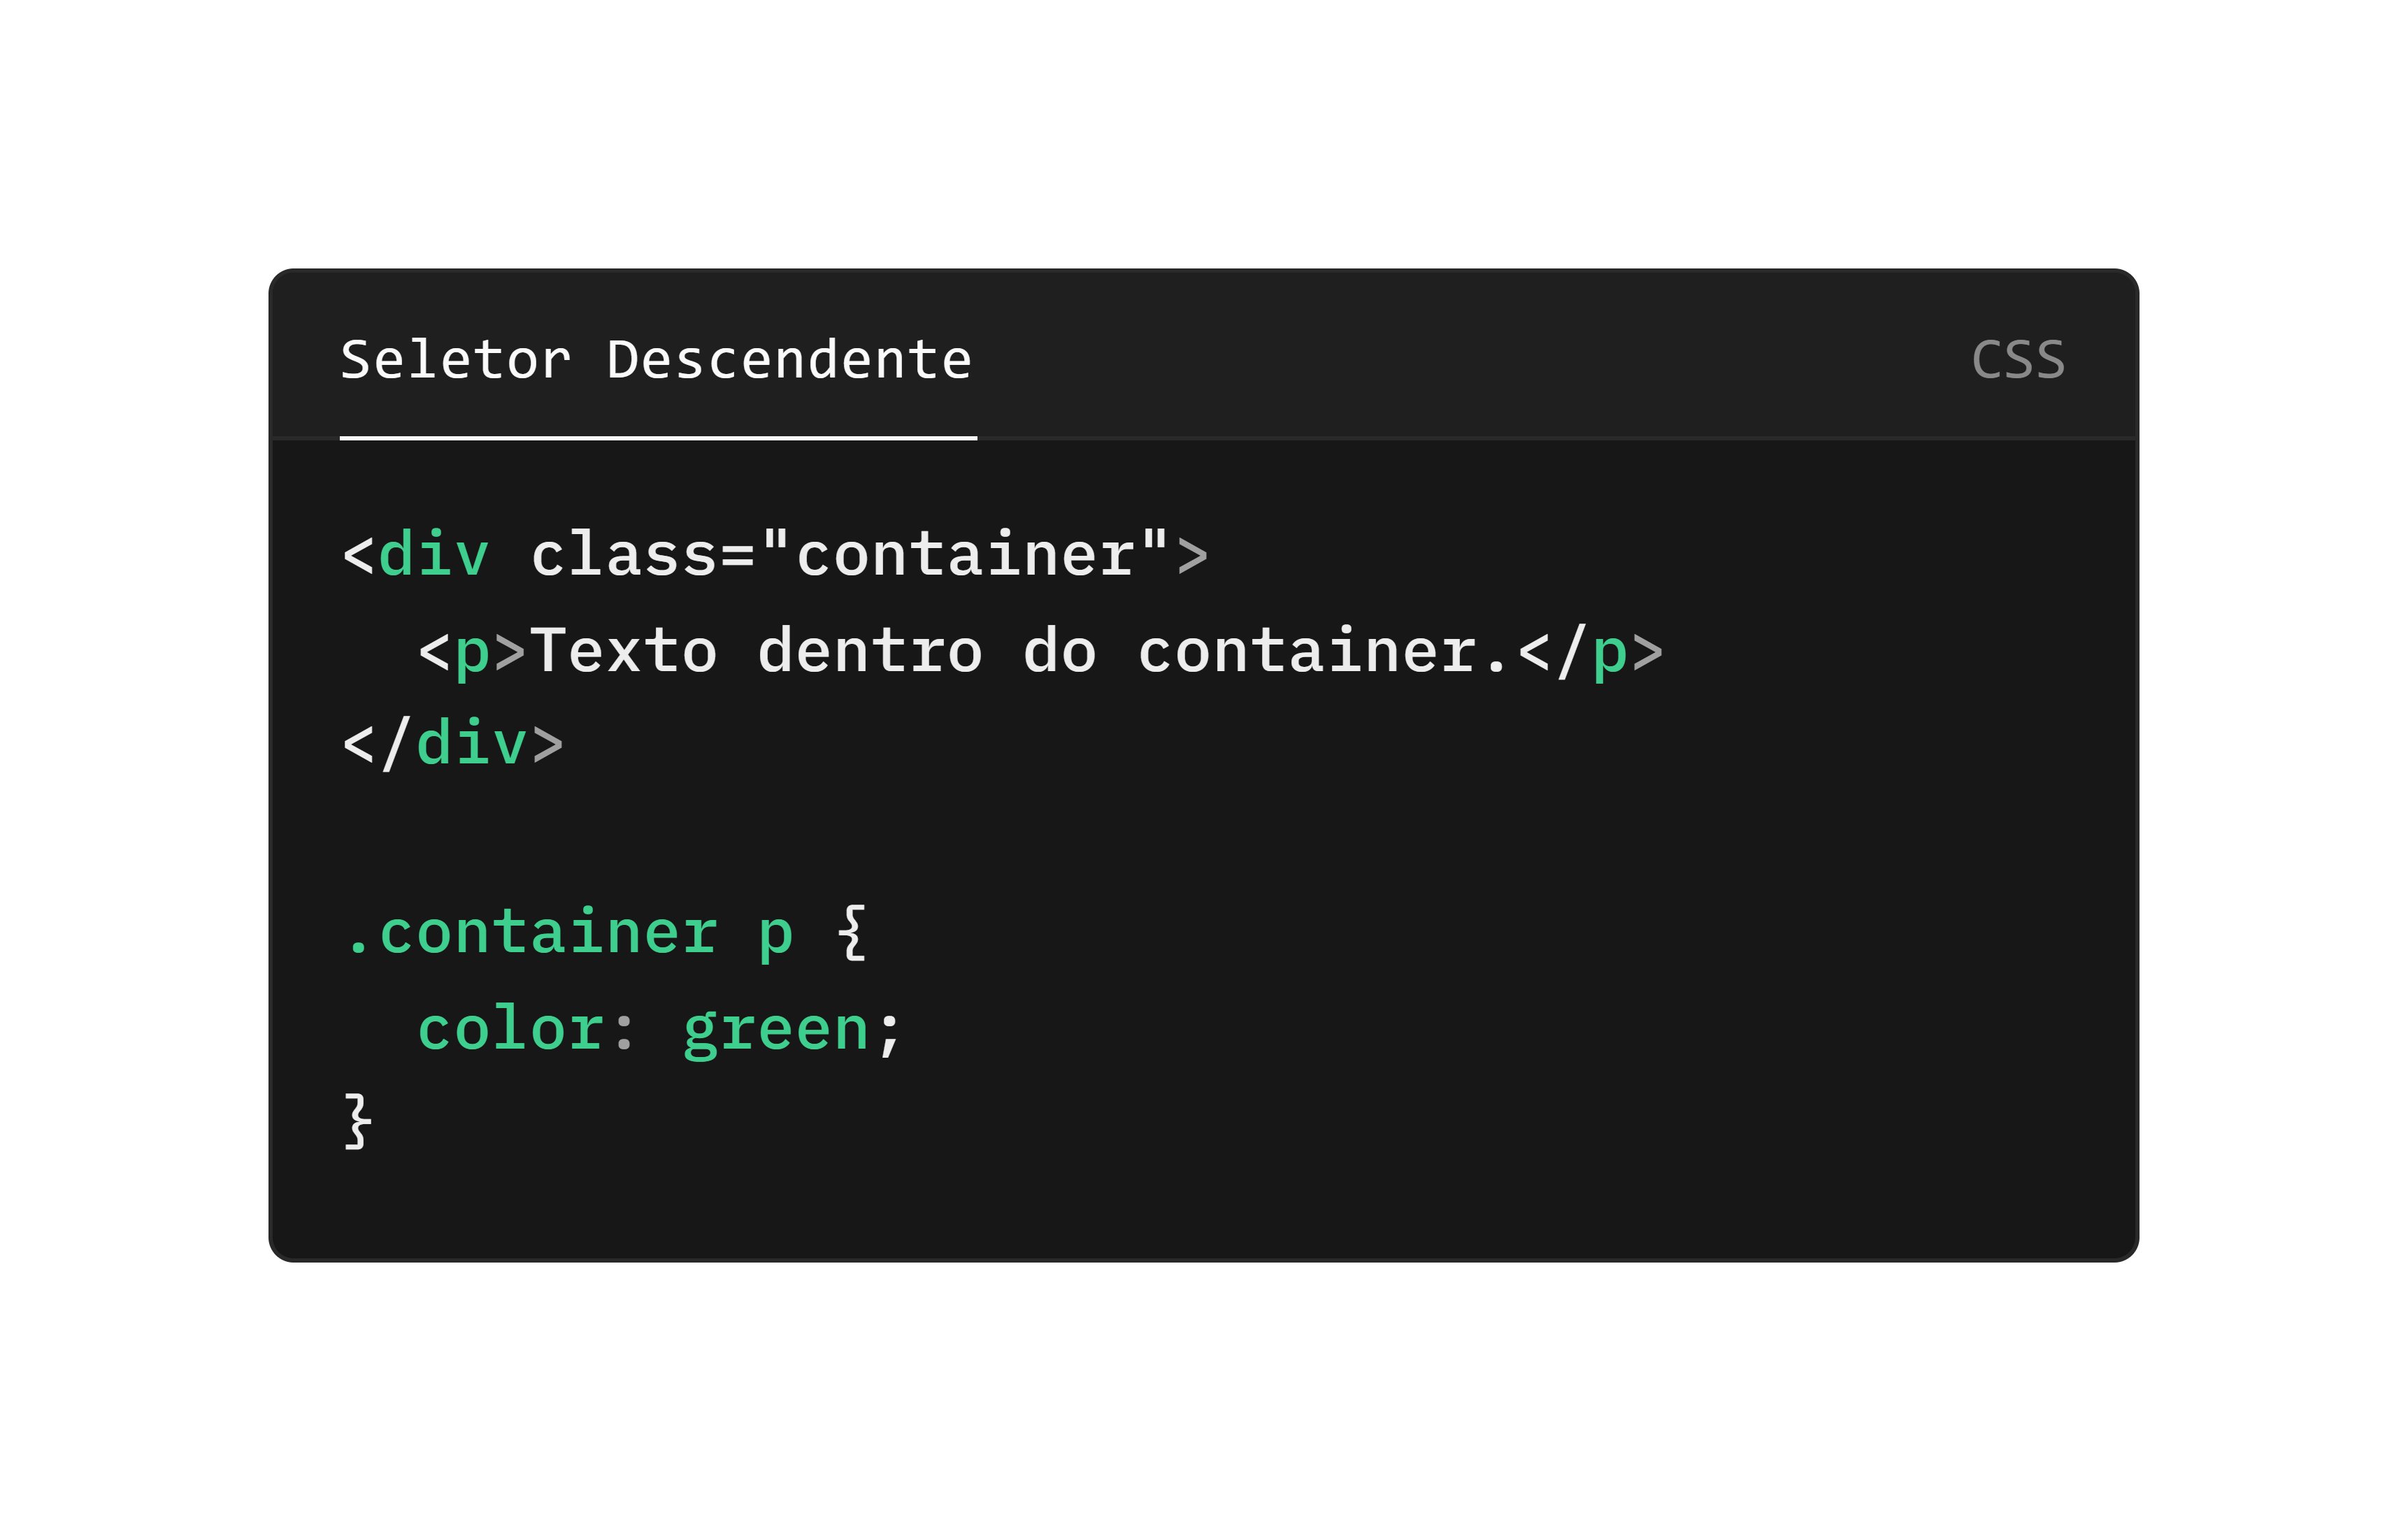 Seletor Descendente
CSS
<div class="container">
  <p>Texto dentro do container.</p>
</div>

.container p {
  color: green;
}